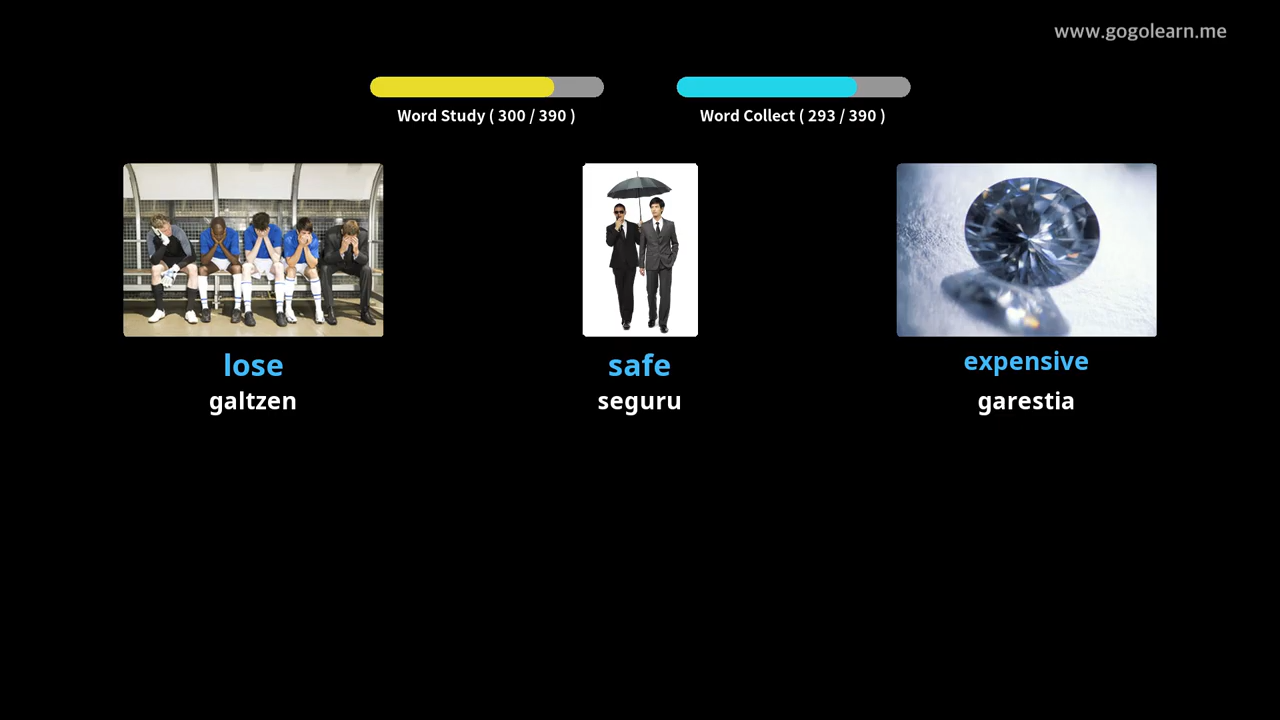 www.gogolearn.me
Word Study ( 300 / 390 )
Word Collect ( 293 / 390 )
lose
galtzen
safe
seguru
expensive
garestia